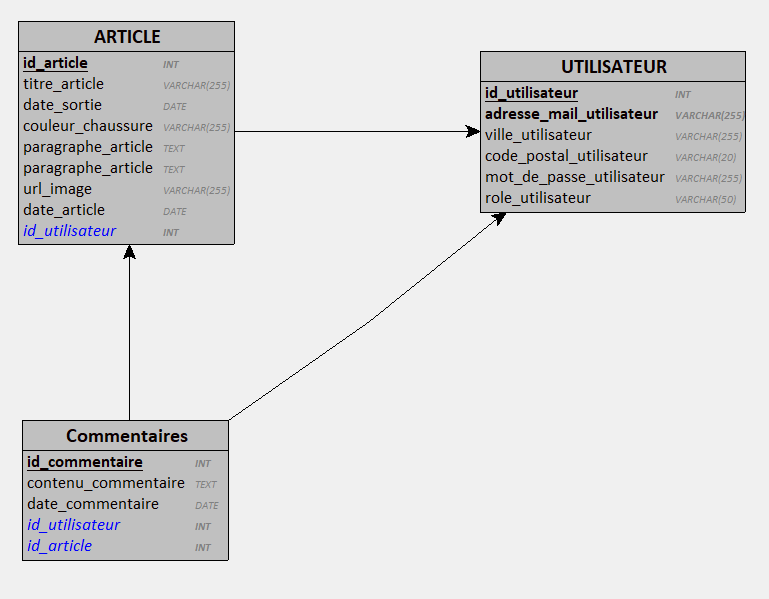 ARTICLE
id_article INT
titre_article VARCHAR(255)
date_sortie DATE
couleur_chaussure VARCHAR(255)
paragraphe_article TEXT
paragraphe_article TEXT
url_image VARCHAR(255)
date_article DATE
id_utilisateur INT
UTILISATEUR
id_utilisateur INT
adresse_mail_utilisateur VARCHAR(255)
ville_utilisateur VARCHAR(255)
code_postal_utilisateur VARCHAR(20)
mot_de_passe_utilisateur VARCHAR(255)
role_utilisateur VARCHAR(50)
Commentaires
id_commentaire INT
contenu_commentaire TEXT
date_commentaire DATE
id_utilisateur INT
id_article INT